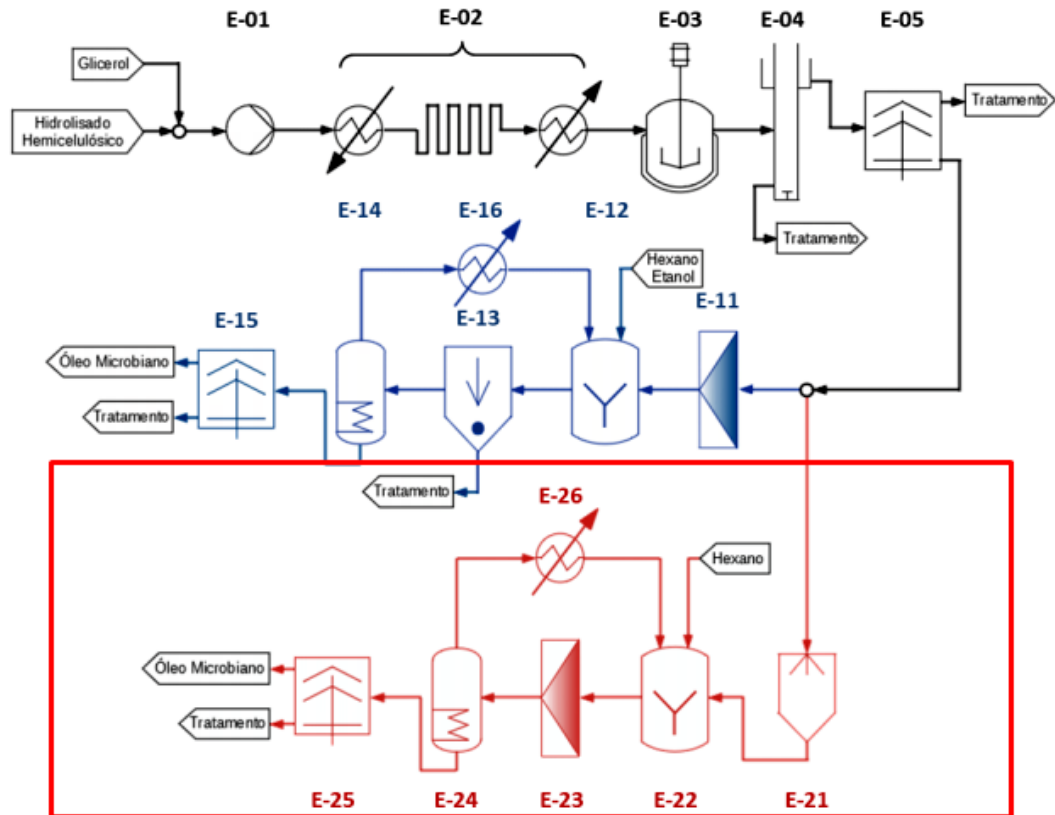 E-01
E-02
E-03
E-04
E-05
Glicerol
Hidrolisado
Hemicelulósico
Tratamento
Tratamento
E-14
E-16
E-12
Hexano
Etanol
E-11
E-15
E-13
Óleo Microbiano
Tratamento
Tratamento
E-26
Hexano
Óleo Microbiano
Tratamento
E-25
E-24
E-23
E-22
E-21